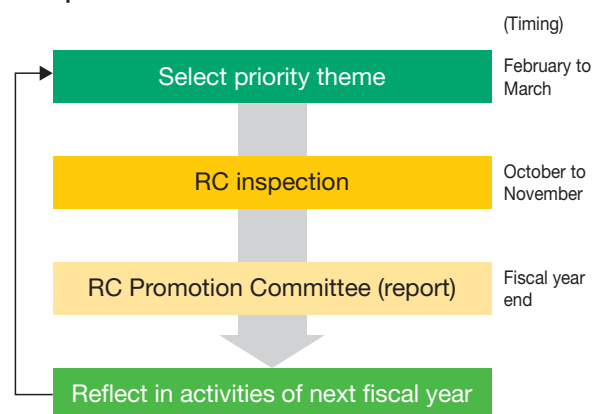 (Timing)
Select priority theme
February to
March
RC inspection
October to
November
RC Promotion Committee (report)
Fiscal year
end
Reflect in activities of next fiscal year